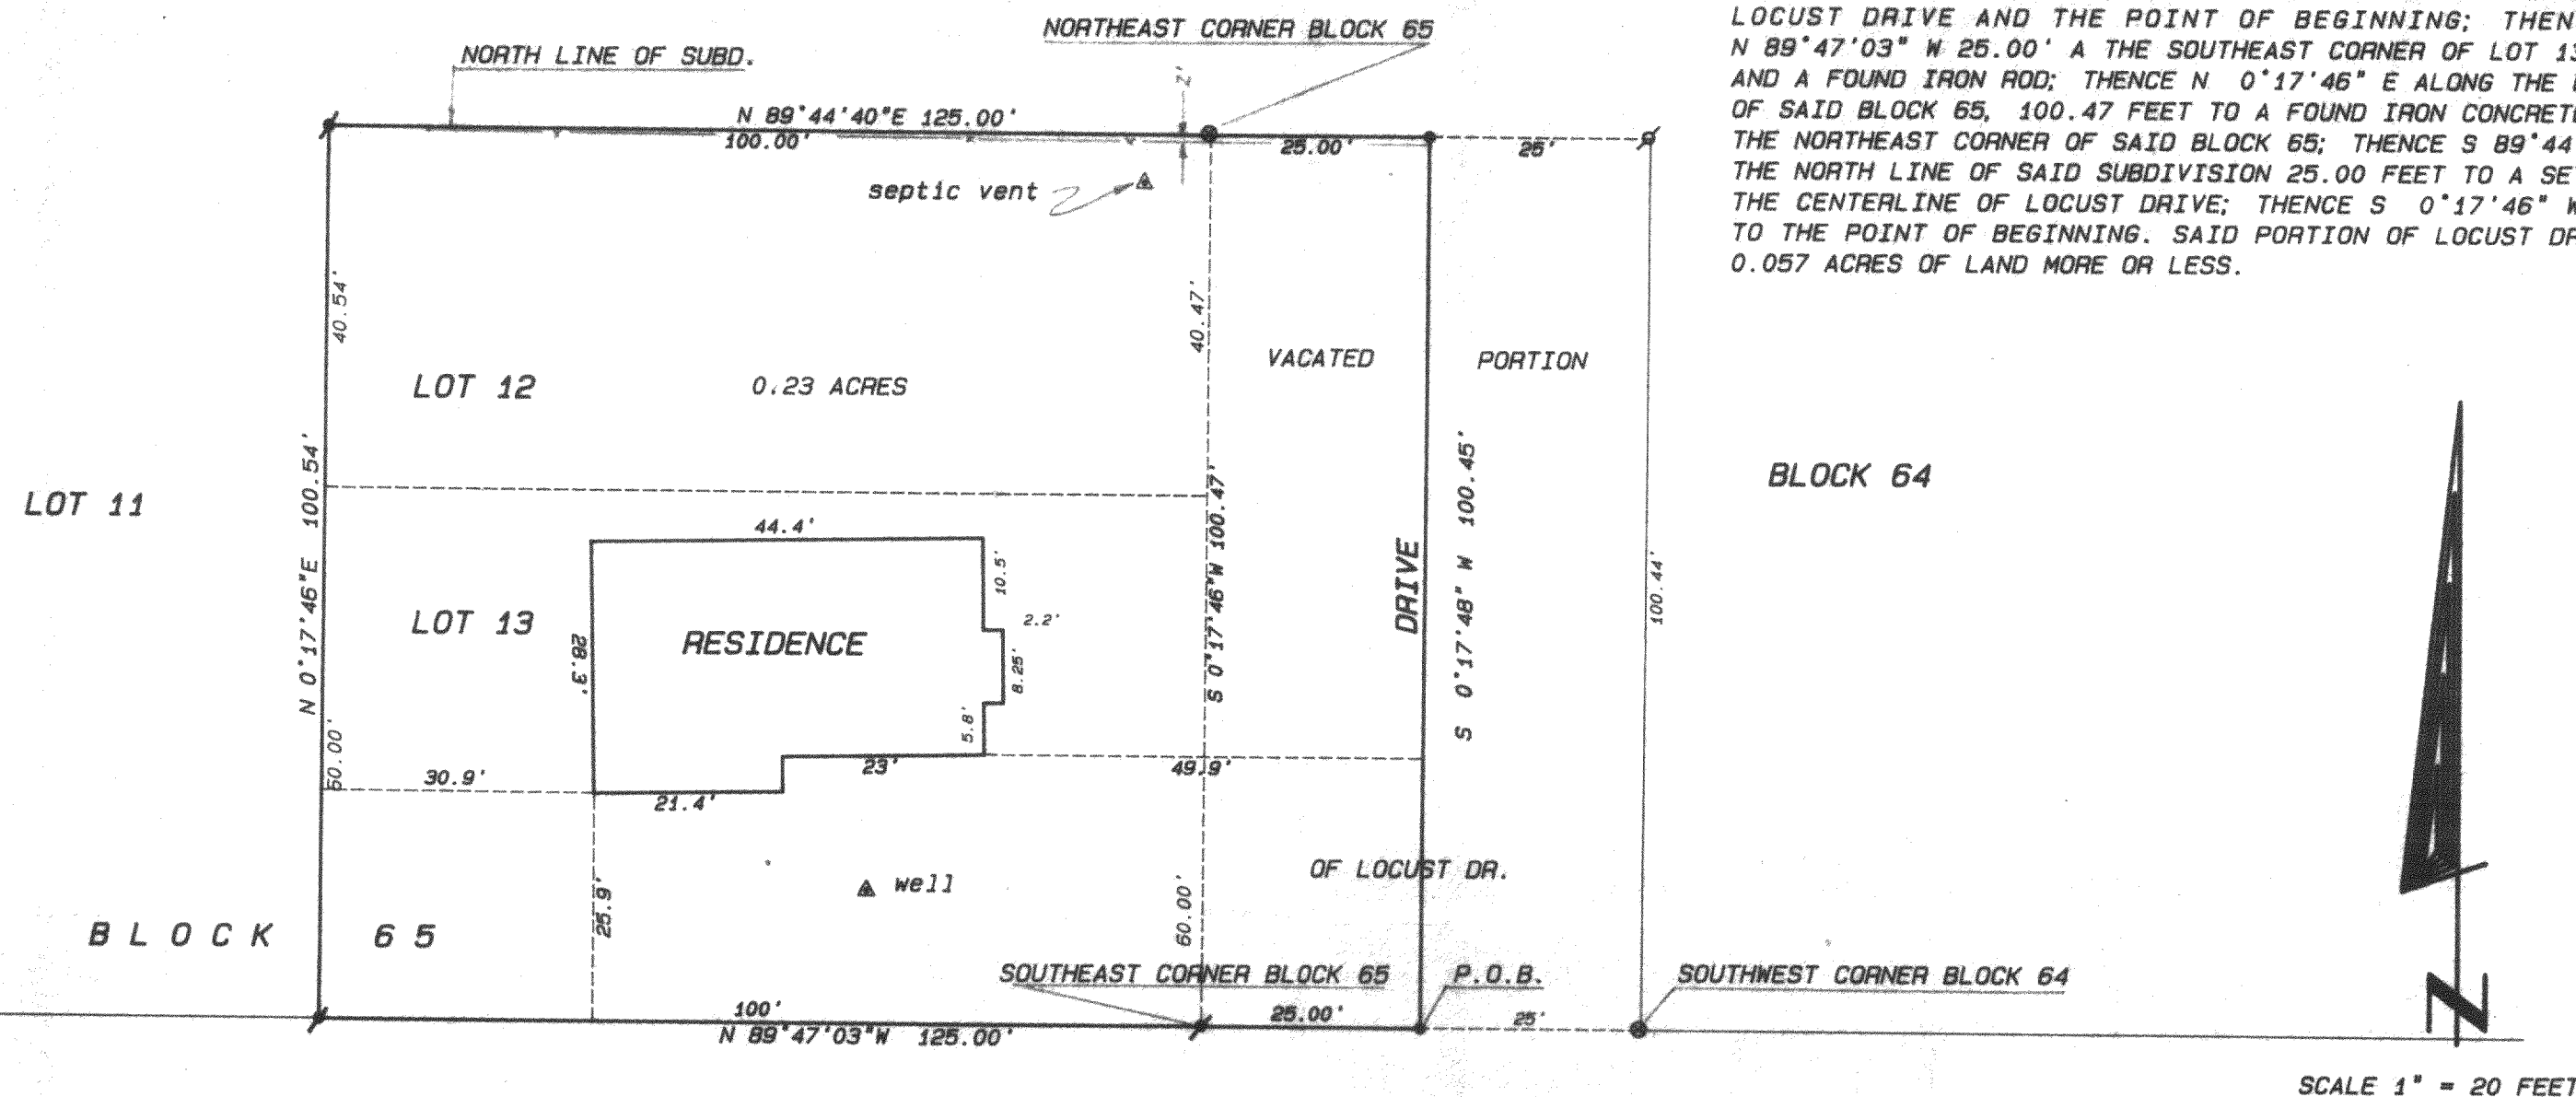 LOCUST DRIVE AND THE POINT OF BEGINNING; THEN
N 89°47'03" W 25.00' A THE SOUTHEAST CORNER OF LOT 13
AND A FOUND IRON ROD; THENCE N 0°17'46" E ALONG THE
OF SAID BLOCK 65, 100.47 FEET TO A FOUND IRON CONCRET
THE NORTHEAST CORNER OF SAID BLOCK 65; THENCE S 89°44
THE NORTH LINE OF SAID SUBDIVISION 25.00 FEET TO A SE
THE CENTERLINE OF LOCUST DRIVE; THENCE S 0°17'46" W
TO THE POINT OF BEGINNING. SAID PORTION OF LOCUST DR
0.057 ACRES OF LAND MORE OR LESS.
NORTHEAST CORNER BLOCK 65
NORTH LINE OF SUBD.
2'
N 89°44'40"E 125.00'
100.00'
25.00'
25'
septic vent
40.54'
40.47'
VACATED
PORTION
LOT 12
0.23 ACRES
LOT 11
N 0°17'46"E 100.54'
S 0°17'46"W 100.47'
DRIVE
S 0°17'48" W 100.45'
BLOCK 64
44.4'
10.5'
2.2'
100.44'
LOT 13
RESIDENCE
28.3'
8.25'
5.8'
60.00'
30.9'
23'
49.9'
21.4'
OF LOCUST DR.
well
25.9'
60.00'
BLOCK 65
SOUTHEAST CORNER BLOCK 65
P.O.B.
SOUTHWEST CORNER BLOCK 64
100'
25.00'
25'
N 89°47'03"W 125.00'
N
SCALE 1" = 20 FEET